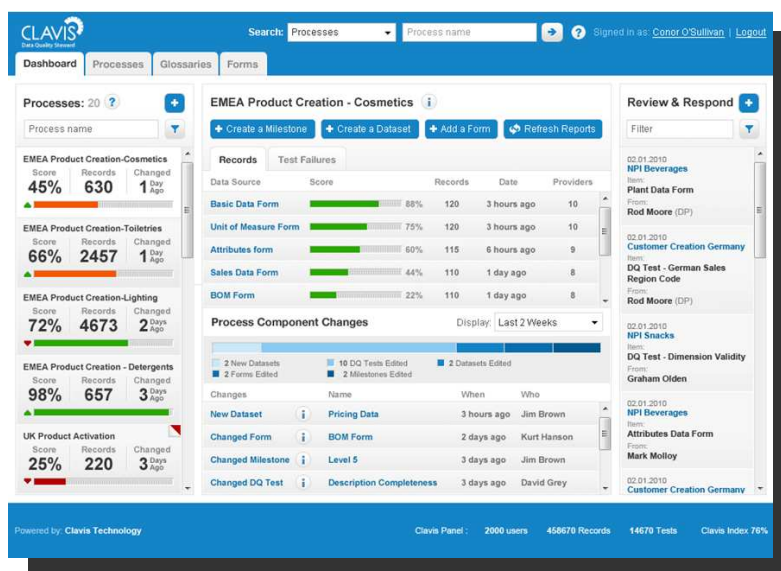 CLAVIS
Data Quality Steward
Search: Processes Process name
Signed in as: Conor O'Sullivan | Logout
Dashboard Processes Glossaries Forms
Processes: 20 ?
Process name
EMEA Product Creation-Cosmetics
Score Records Changed
45% 630 1 Day Ago
EMEA Product Creation-Toiletries
Score Records Changed
66% 2457 1 Day Ago
EMEA Product Creation-Lighting
Score Records Changed
72% 4673 2 Days Ago
EMEA Product Creation - Detergents
Score Records Changed
98% 657 3 Days Ago
UK Product Activation
Score Records Changed
25% 220 3 Days Ago
EMEA Product Creation - Cosmetics i
Create a Milestone Create a Dataset Add a Form Refresh Reports
Records Test Failures
Data Source Score Records Date Providers
Basic Data Form 88% 120 3 hours ago 10
Unit of Measure Form 75% 120 3 hours ago 10
Attributes form 60% 115 6 hours ago 9
Sales Data Form 44% 110 1 day ago 8
BOM Form 22% 110 1 day ago 8
Process Component Changes Display: Last 2 Weeks
2 New Datasets 10 DQ Tests Edited 2 Datasets Edited
2 Forms Edited 2 Milestones Edited
Changes Name When Who
New Dataset i Pricing Data 3 hours ago Jim Brown
Changed Form i BOM Form 2 days ago Kurt Hanson
Changed Milestone i Level 5 3 days ago Jim Brown
Changed DQ Test i Description Completeness 3 days ago David Grey
Review & Respond
Filter
02.01.2010
NPI Beverages
Item:
Plant Data Form
From:
Rod Moore (DP)
02.01.2010
Customer Creation Germany
Item:
DQ Test - German Sales
Region Code
From:
Rod Moore (DP)
02.01.2010
NPI Snacks
Item:
DQ Test - Dimension Validity
From:
Graham Olden
02.01.2010
NPI Beverages
Item:
Attributes Data Form
From:
Mark Molloy
02.01.2010
Customer Creation Germany
Powered by: Clavis Technology
Clavis Panel : 2000 users 458670 Records 14670 Tests Clavis Index 76%